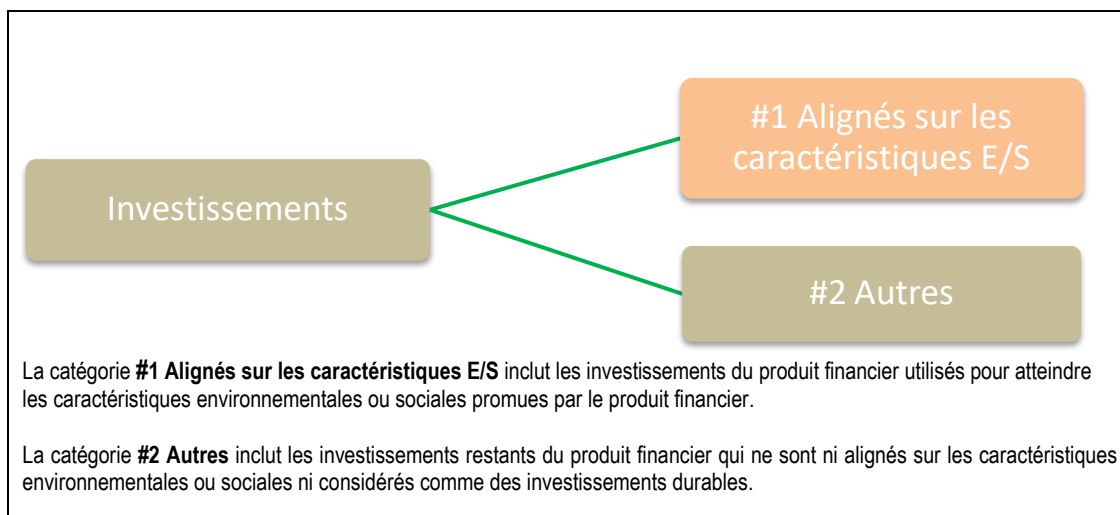 #1 Alignés sur les
caractéristiques E/S
Investissements
#2 Autres
La catégorie #1 Alignés sur les caractéristiques E/S inclut les investissements du produit financier utilisés pour atteindre
les caractéristiques environnementales ou sociales promues par le produit financier.
La catégorie #2 Autres inclut les investissements restants du produit financier qui ne sont ni alignés sur les caractéristiques
environnementales ou sociales ni considérés comme des investissements durables.